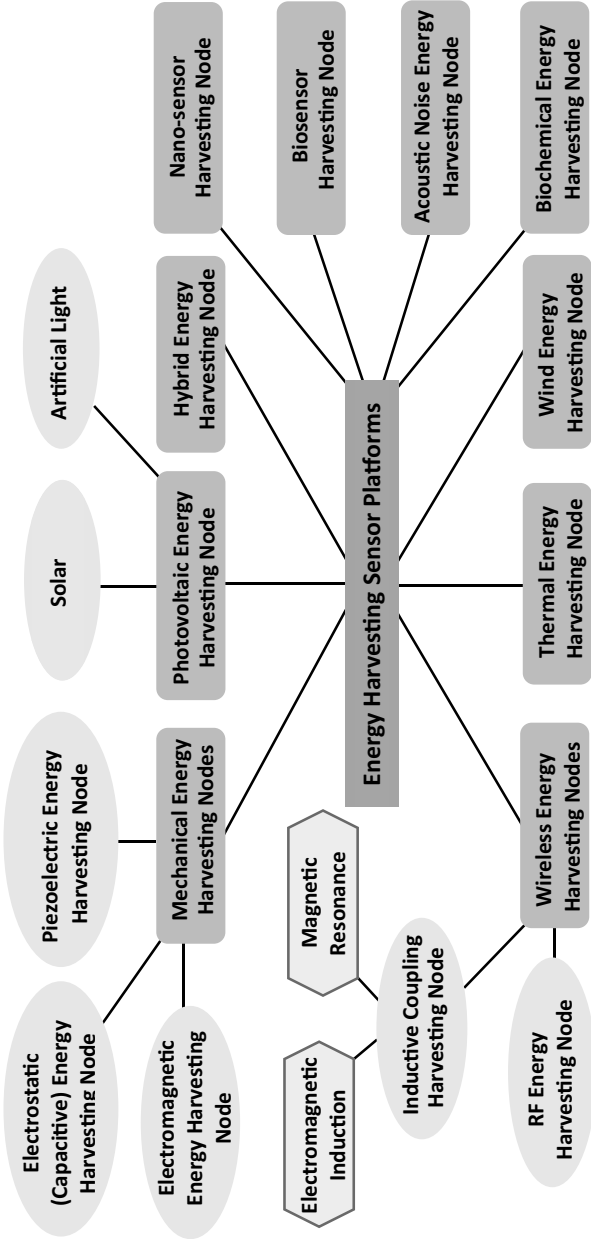 Electrostatic
(Capacitive) Energy
Harvesting Node
Piezoelectric Energy
Harvesting Node
Solar
Artificial Light
Electromagnetic
Energy Harvesting
Node
Mechanical Energy
Harvesting Nodes
Photovoltaic Energy
Harvesting Node
Hybrid Energy
Harvesting Node
Nano-sensor
Harvesting Node
Biosensor
Harvesting Node
Electromagnetic
Induction
Magnetic
Resonance
Energy Harvesting Sensor Platforms
Acoustic Noise Energy
Harvesting Node
Inductive Coupling
Harvesting Node
RF Energy
Harvesting Node
Wireless Energy
Harvesting Nodes
Thermal Energy
Harvesting Node
Wind Energy
Harvesting Node
Biochemical Energy
Harvesting Node